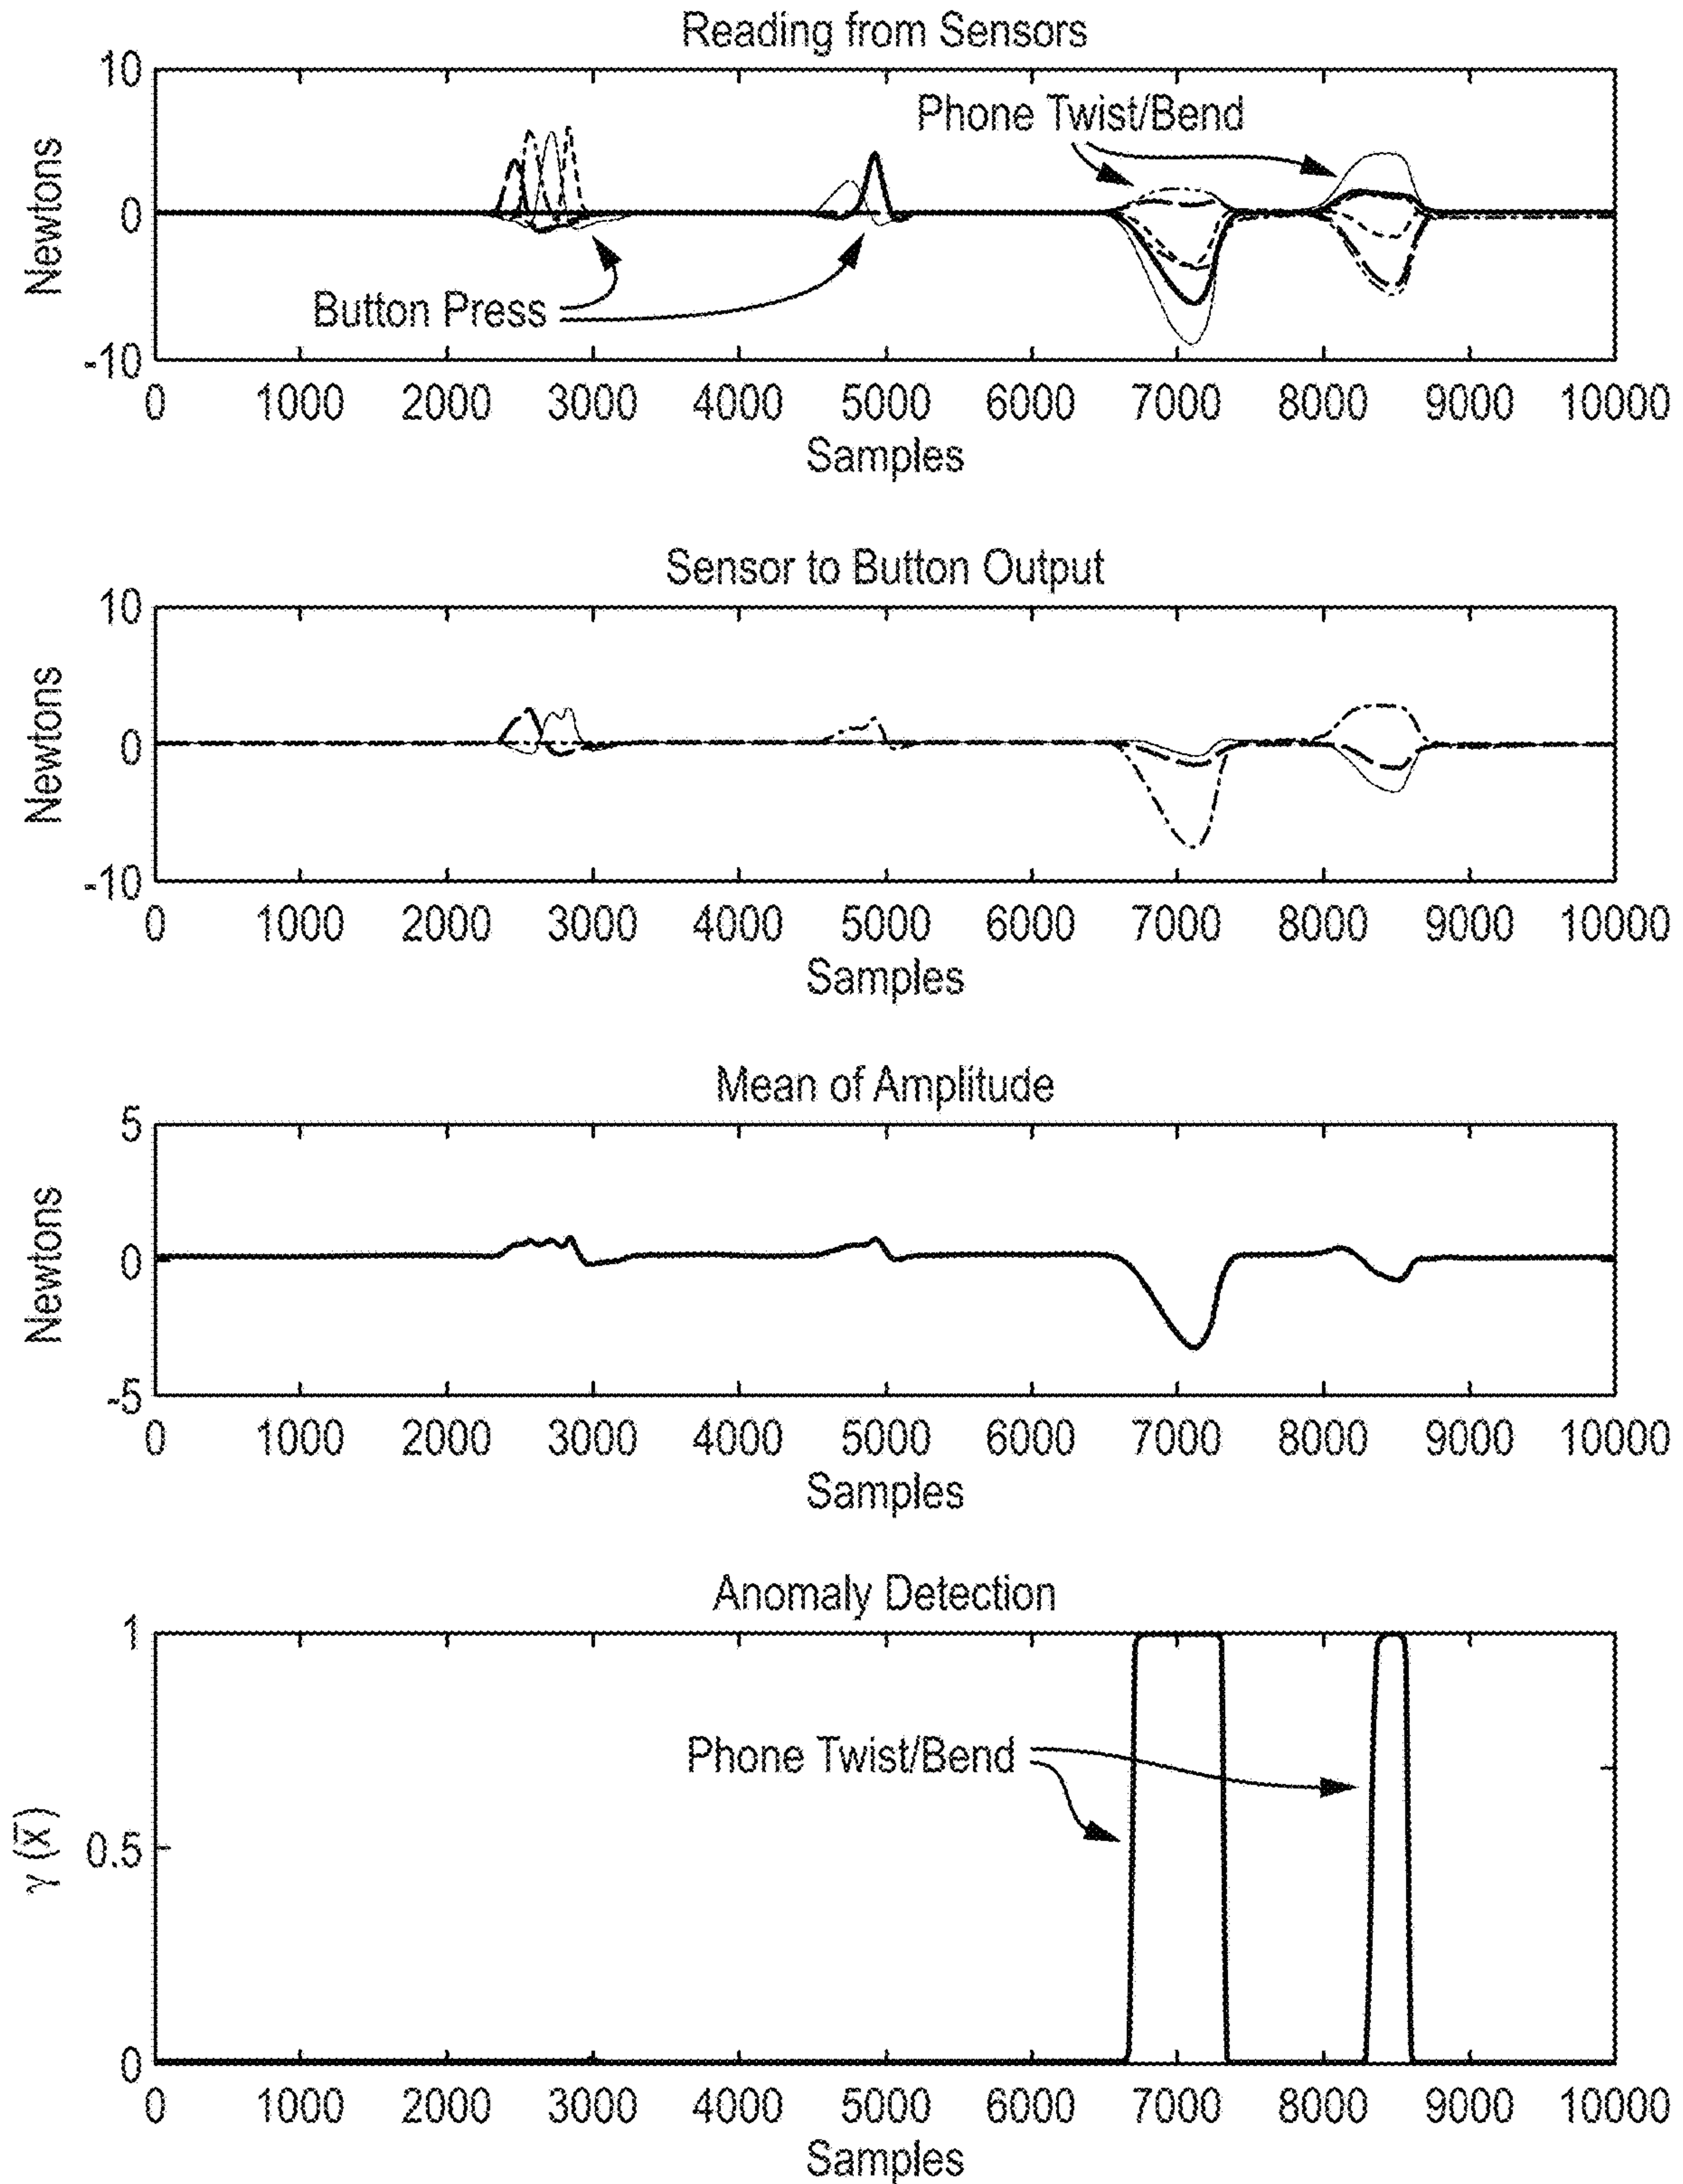 Reading from Sensors
10
0
-10
Newtons
Phone Twist/Bend
Button Press
0 1000 2000 3000 4000 5000 6000 7000 8000 9000 10000
Samples
Sensor to Button Output
10
0
-10
Newtons
0 1000 2000 3000 4000 5000 6000 7000 8000 9000 10000
Samples
Mean of Amplitude
5
0
-5
Newtons
0 1000 2000 3000 4000 5000 6000 7000 8000 9000 10000
Samples
Anomaly Detection
1
0.5
0
γ (x̄)
Phone Twist/Bend
0 1000 2000 3000 4000 5000 6000 7000 8000 9000 10000
Samples